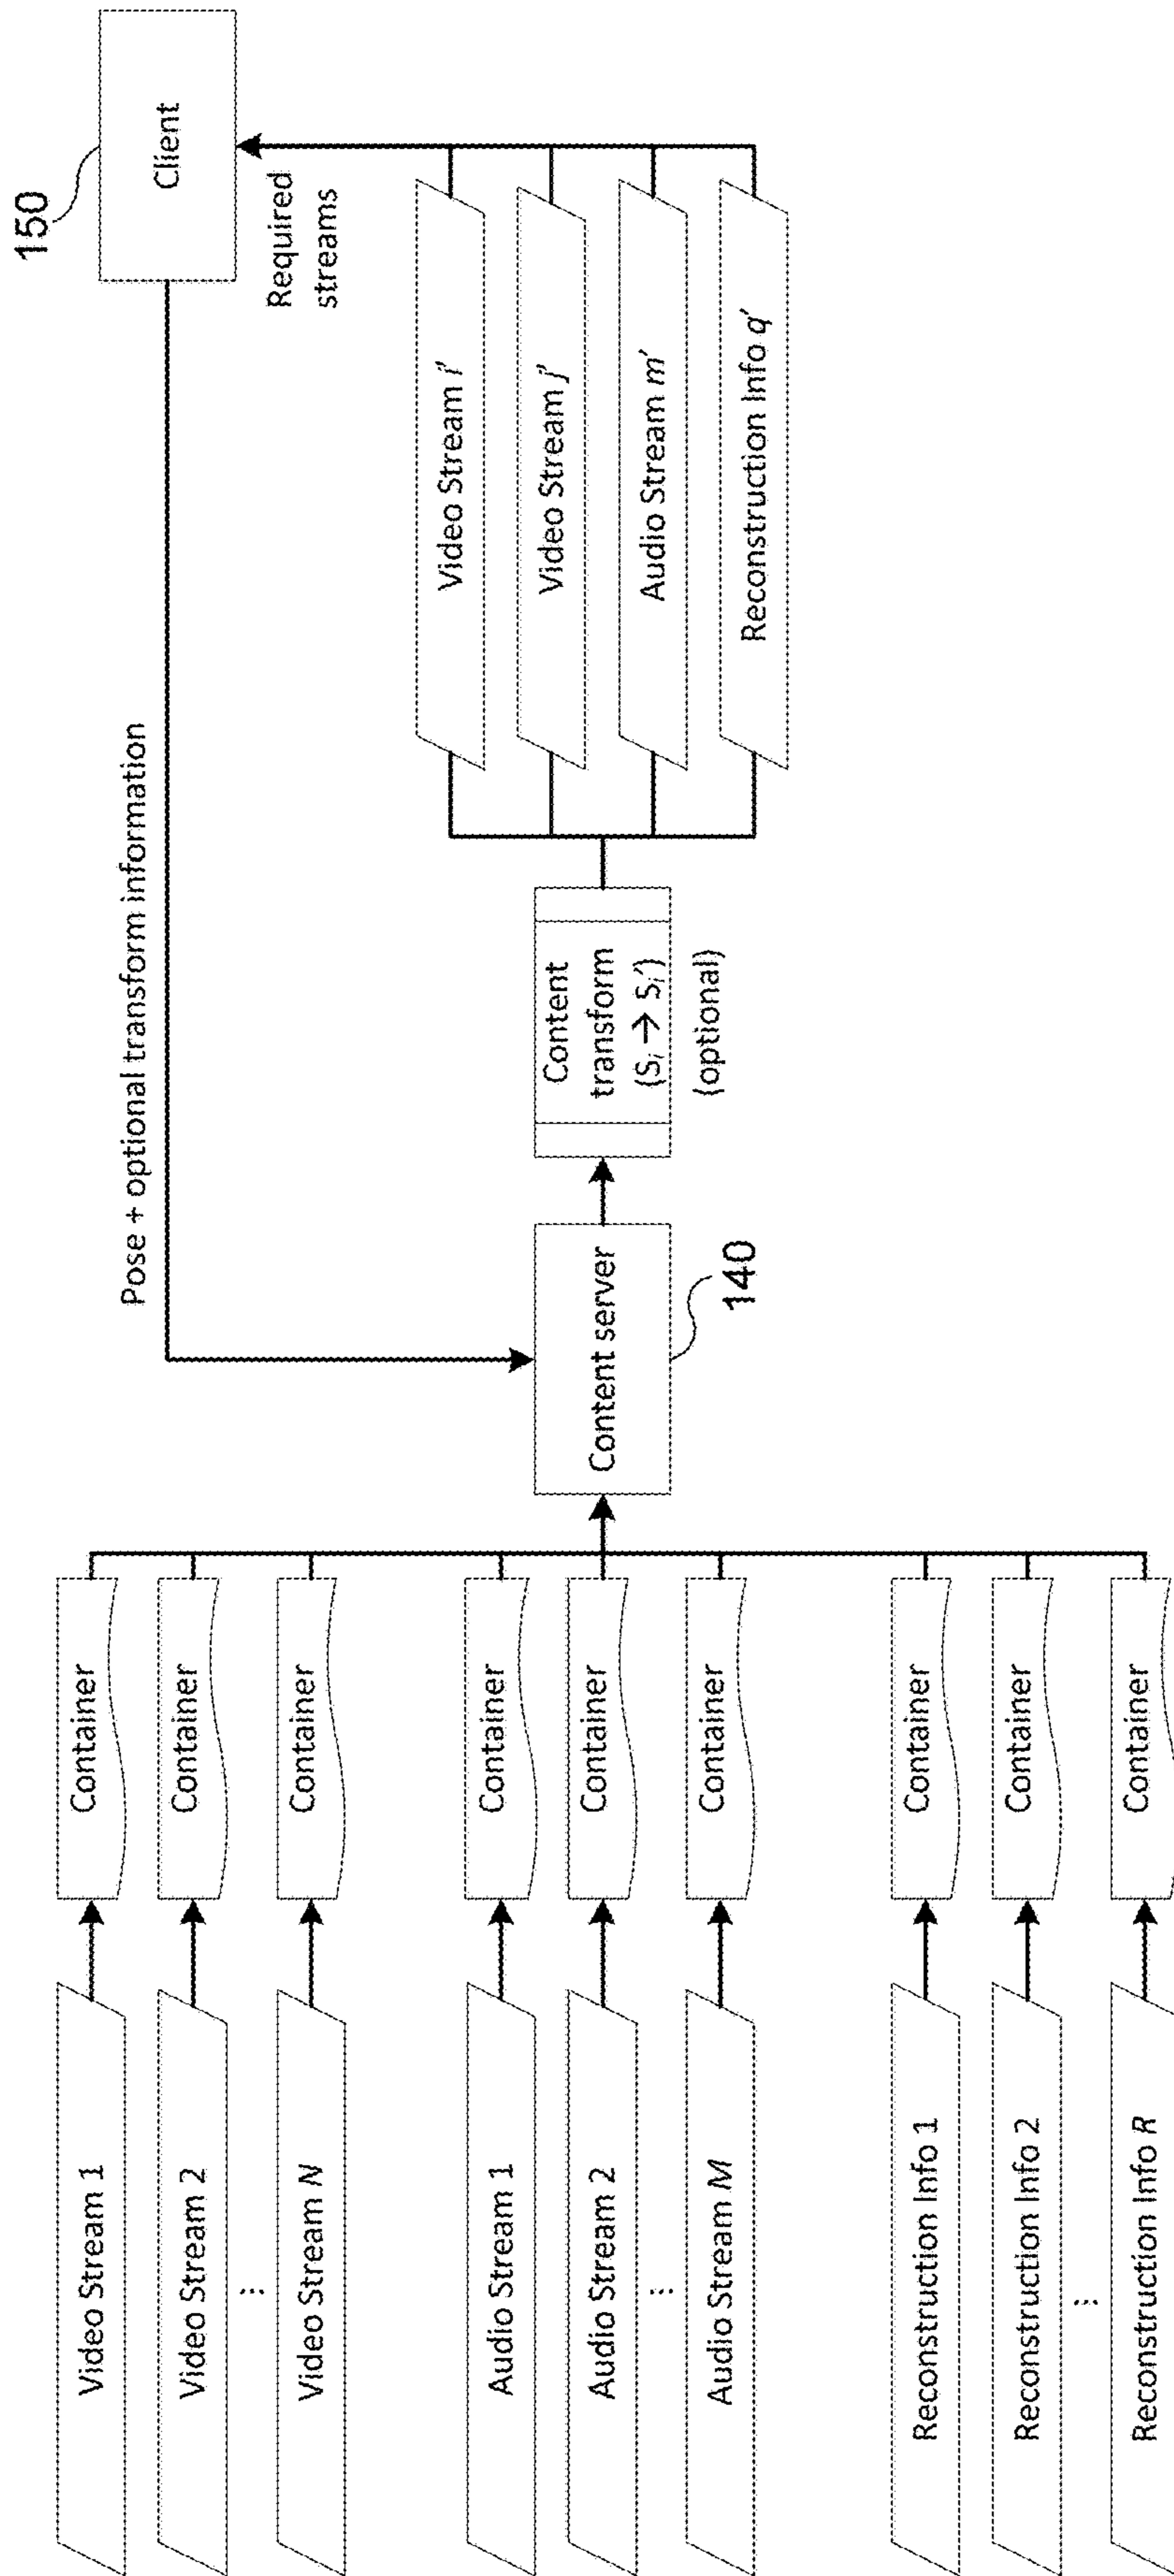 Video Stream 1
Container
Video Stream 2
Container
⋮
Video Stream N
Container
Audio Stream 1
Container
Audio Stream 2
Container
⋮
Audio Stream M
Container
Reconstruction Info 1
Container
Reconstruction Info 2
Container
⋮
Reconstruction Info R
Container
Pose + optional transform information
Content server
140
Content
transform
(Si → Si')
(optional)
Video Stream i'
Video Stream j'
Audio Stream m'
Reconstruction Info q'
Required
streams
Client
150